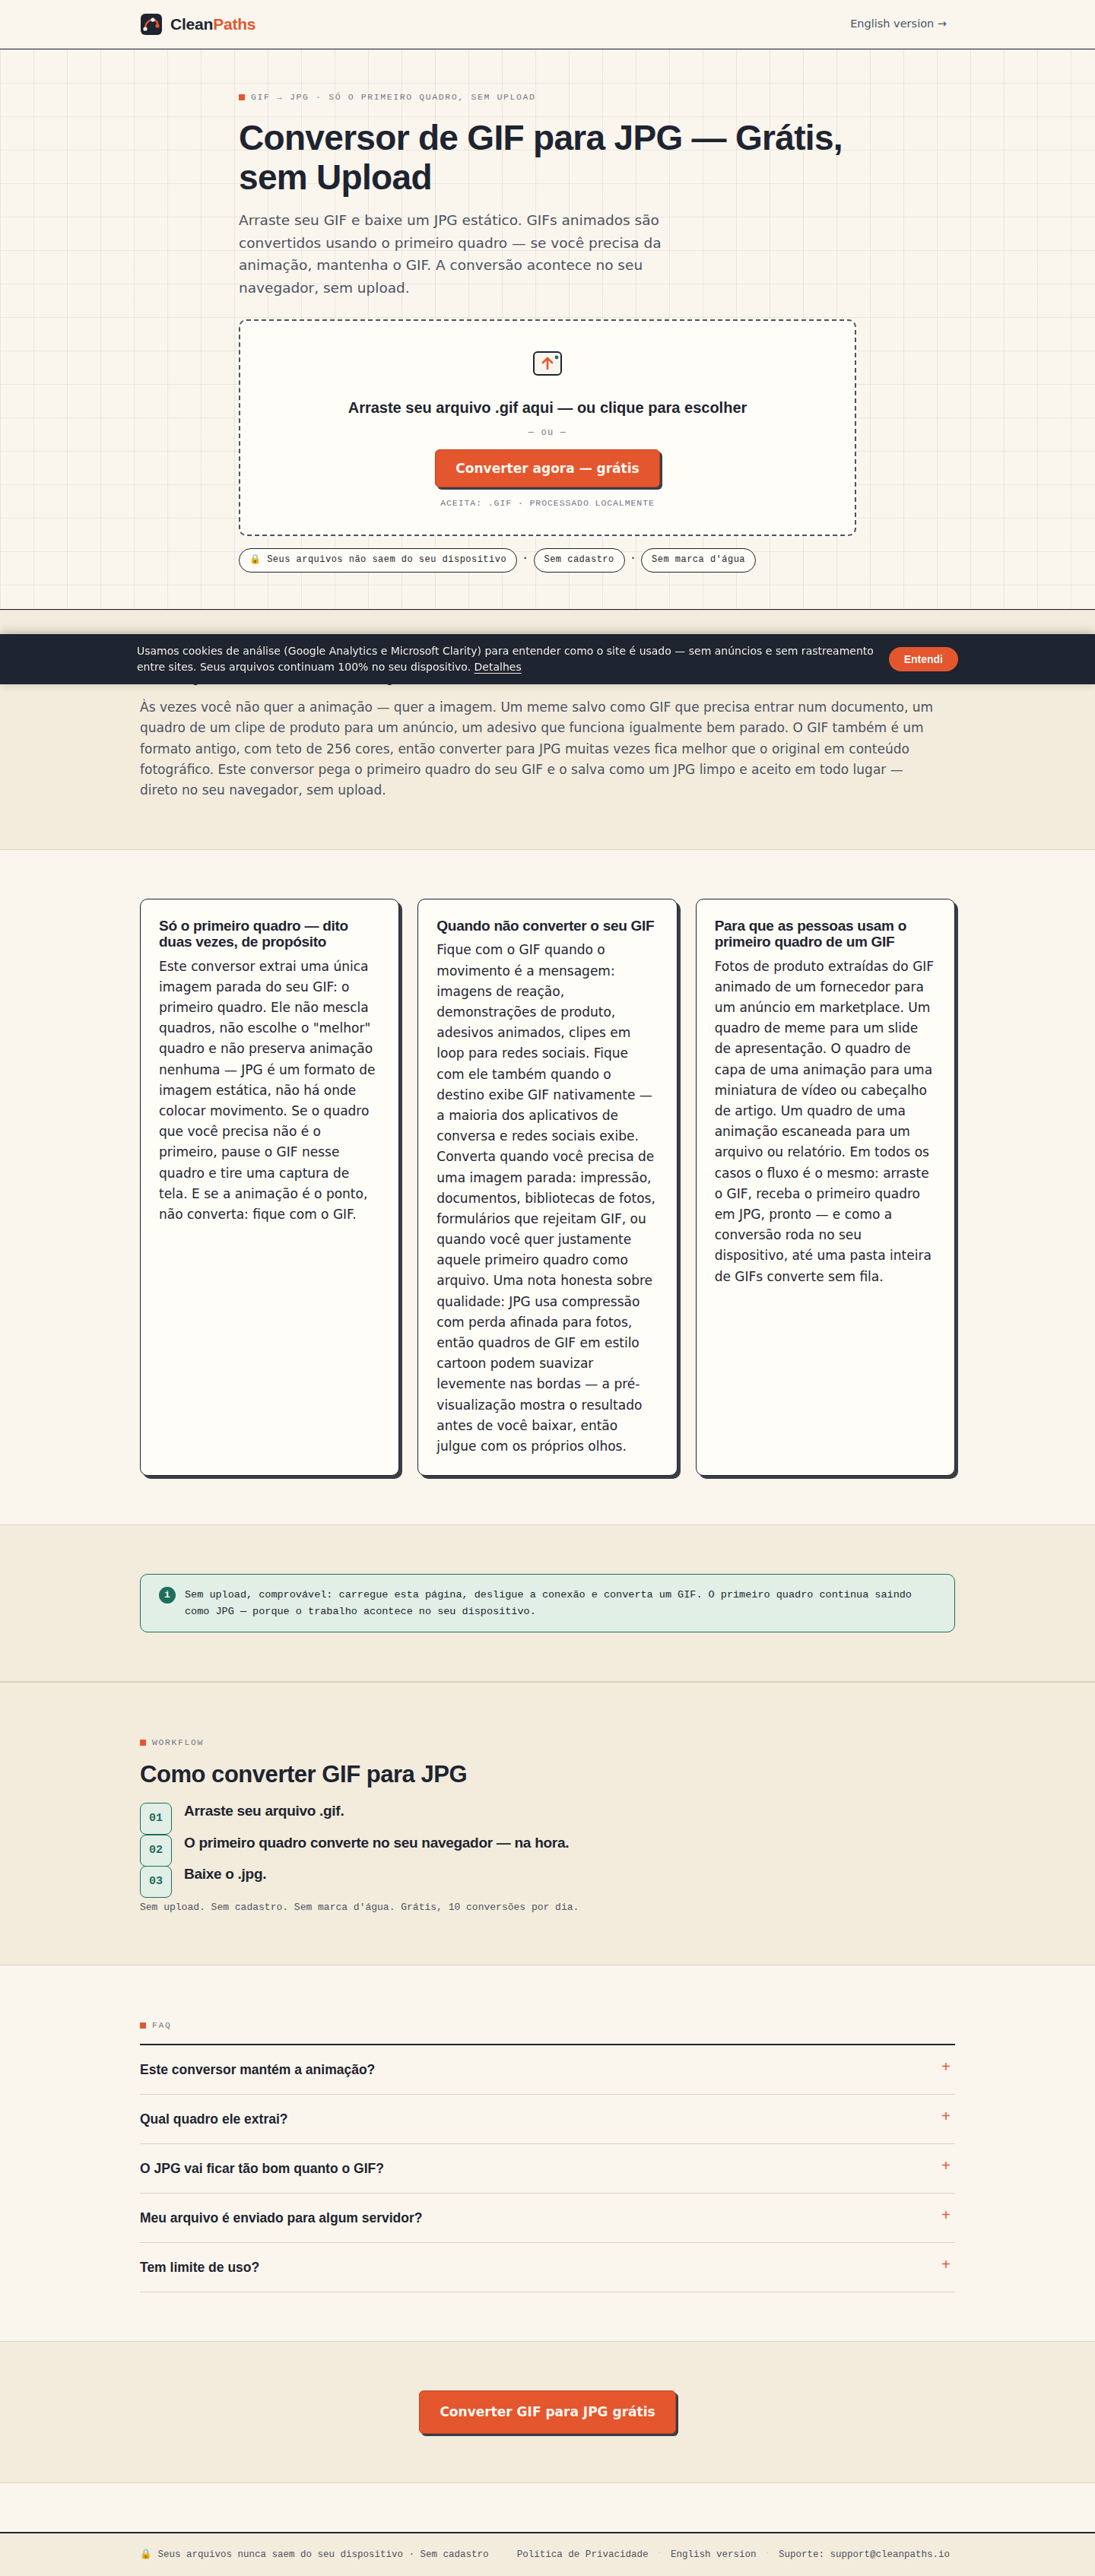 CleanPaths
English version →
GIF → JPG · SÓ O PRIMEIRO QUADRO, SEM UPLOAD
Conversor de GIF para JPG — Grátis,
sem Upload
Arraste seu GIF e baixe um JPG estático. GIFs animados são
convertidos usando o primeiro quadro — se você precisa da
animação, mantenha o GIF. A conversão acontece no seu
navegador, sem upload.
Arraste seu arquivo .gif aqui — ou clique para escolher
— ou —
Converter agora — grátis
ACEITA: .GIF · PROCESSADO LOCALMENTE
🔒 Seus arquivos não saem do seu dispositivo · Sem cadastro · Sem marca d'água
Usamos cookies de análise (Google Analytics e Microsoft Clarity) para entender como o site é usado — sem anúncios e sem rastreamento
entre sites. Seus arquivos continuam 100% no seu dispositivo. Detalhes
Entendi
Às vezes você não quer a animação — quer a imagem. Um meme salvo como GIF que precisa entrar num documento, um
quadro de um clipe de produto para um anúncio, um adesivo que funciona igualmente bem parado. O GIF também é um
formato antigo, com teto de 256 cores, então converter para JPG muitas vezes fica melhor que o original em conteúdo
fotográfico. Este conversor pega o primeiro quadro do seu GIF e o salva como um JPG limpo e aceito em todo lugar —
direto no seu navegador, sem upload.
Só o primeiro quadro — dito
duas vezes, de propósito
Este conversor extrai uma única
imagem parada do seu GIF: o
primeiro quadro. Ele não mescla
quadros, não escolhe o "melhor"
quadro e não preserva animação
nenhuma — JPG é um formato de
imagem estática, não há onde
colocar movimento. Se o quadro
que você precisa não é o
primeiro, pause o GIF nesse
quadro e tire uma captura de
tela. E se a animação é o ponto,
não converta: fique com o GIF.
Quando não converter o seu GIF
Fique com o GIF quando o
movimento é a mensagem:
imagens de reação,
demonstrações de produto,
adesivos animados, clipes em
loop para redes sociais. Fique
com ele também quando o
destino exibe GIF nativamente —
a maioria dos aplicativos de
conversa e redes sociais exibe.
Converta quando você precisa de
uma imagem parada: impressão,
documentos, bibliotecas de fotos,
formulários que rejeitam GIF, ou
quando você quer justamente
aquele primeiro quadro como
arquivo. Uma nota honesta sobre
qualidade: JPG usa compressão
com perda afinada para fotos,
então quadros de GIF em estilo
cartoon podem suavizar
levemente nas bordas — a pré-
visualização mostra o resultado
antes de você baixar, então
julgue com os próprios olhos.
Para que as pessoas usam o
primeiro quadro de um GIF
Fotos de produto extraídas do GIF
animado de um fornecedor para
um anúncio em marketplace. Um
quadro de meme para um slide
de apresentação. O quadro de
capa de uma animação para uma
miniatura de vídeo ou cabeçalho
de artigo. Um quadro de uma
animação escaneada para um
arquivo ou relatório. Em todos os
casos o fluxo é o mesmo: arraste
o GIF, receba o primeiro quadro
em JPG, pronto — e como a
conversão roda no seu
dispositivo, até uma pasta inteira
de GIFs converte sem fila.
i
Sem upload, comprovável: carregue esta página, desligue a conexão e converta um GIF. O primeiro quadro continua saindo
como JPG — porque o trabalho acontece no seu dispositivo.
WORKFLOW
Como converter GIF para JPG
01 Arraste seu arquivo .gif.
02 O primeiro quadro converte no seu navegador — na hora.
03 Baixe o .jpg.
Sem upload. Sem cadastro. Sem marca d'água. Grátis, 10 conversões por dia.
FAQ
Este conversor mantém a animação? +
Qual quadro ele extrai? +
O JPG vai ficar tão bom quanto o GIF? +
Meu arquivo é enviado para algum servidor? +
Tem limite de uso? +
Converter GIF para JPG grátis
🔒 Seus arquivos nunca saem do seu dispositivo · Sem cadastro
Política de Privacidade · English version · Suporte: support@cleanpaths.io